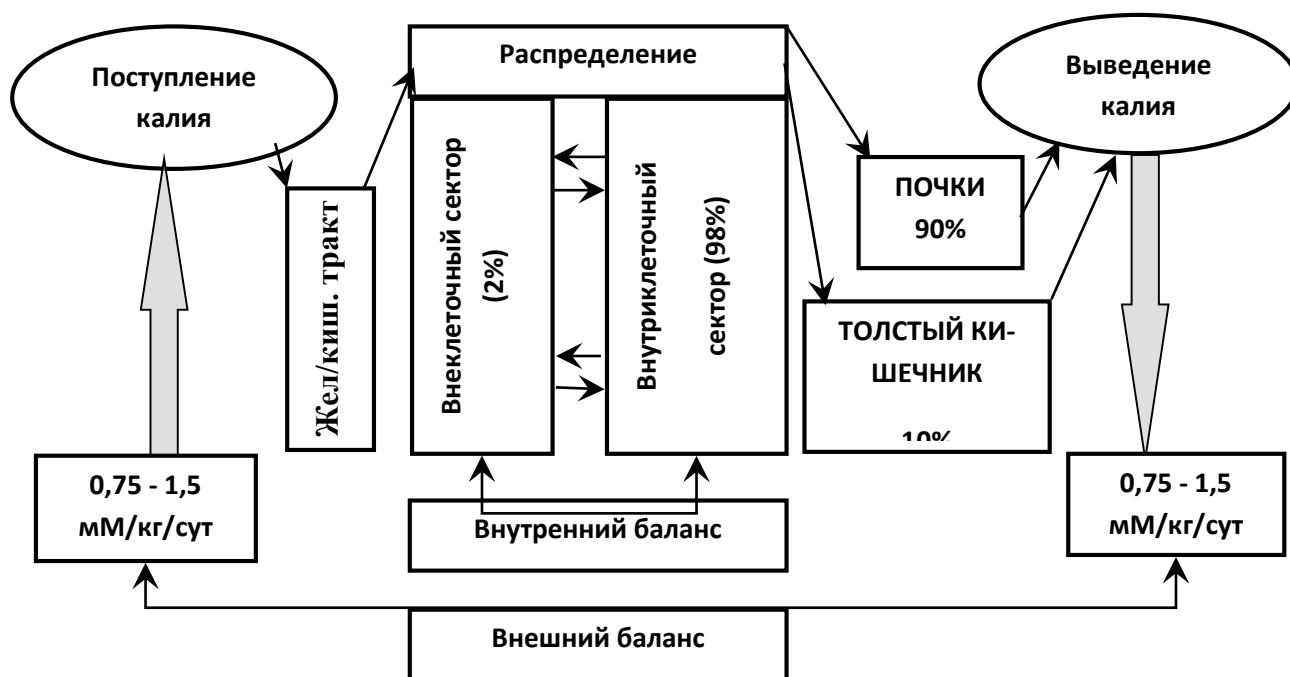 Поступление
калия
Распределение
Выведение
калия
Жел/киш. тракт
Внеклеточный сектор
(2%)
Внутриклеточный
сектор (98%)
ПОЧКИ
90%
ТОЛСТЫЙ КИ-
ШЕЧНИК
10%
0,75 - 1,5
мМ/кг/сут
0,75 - 1,5
мМ/кг/сут
Внутренний баланс
Внешний баланс